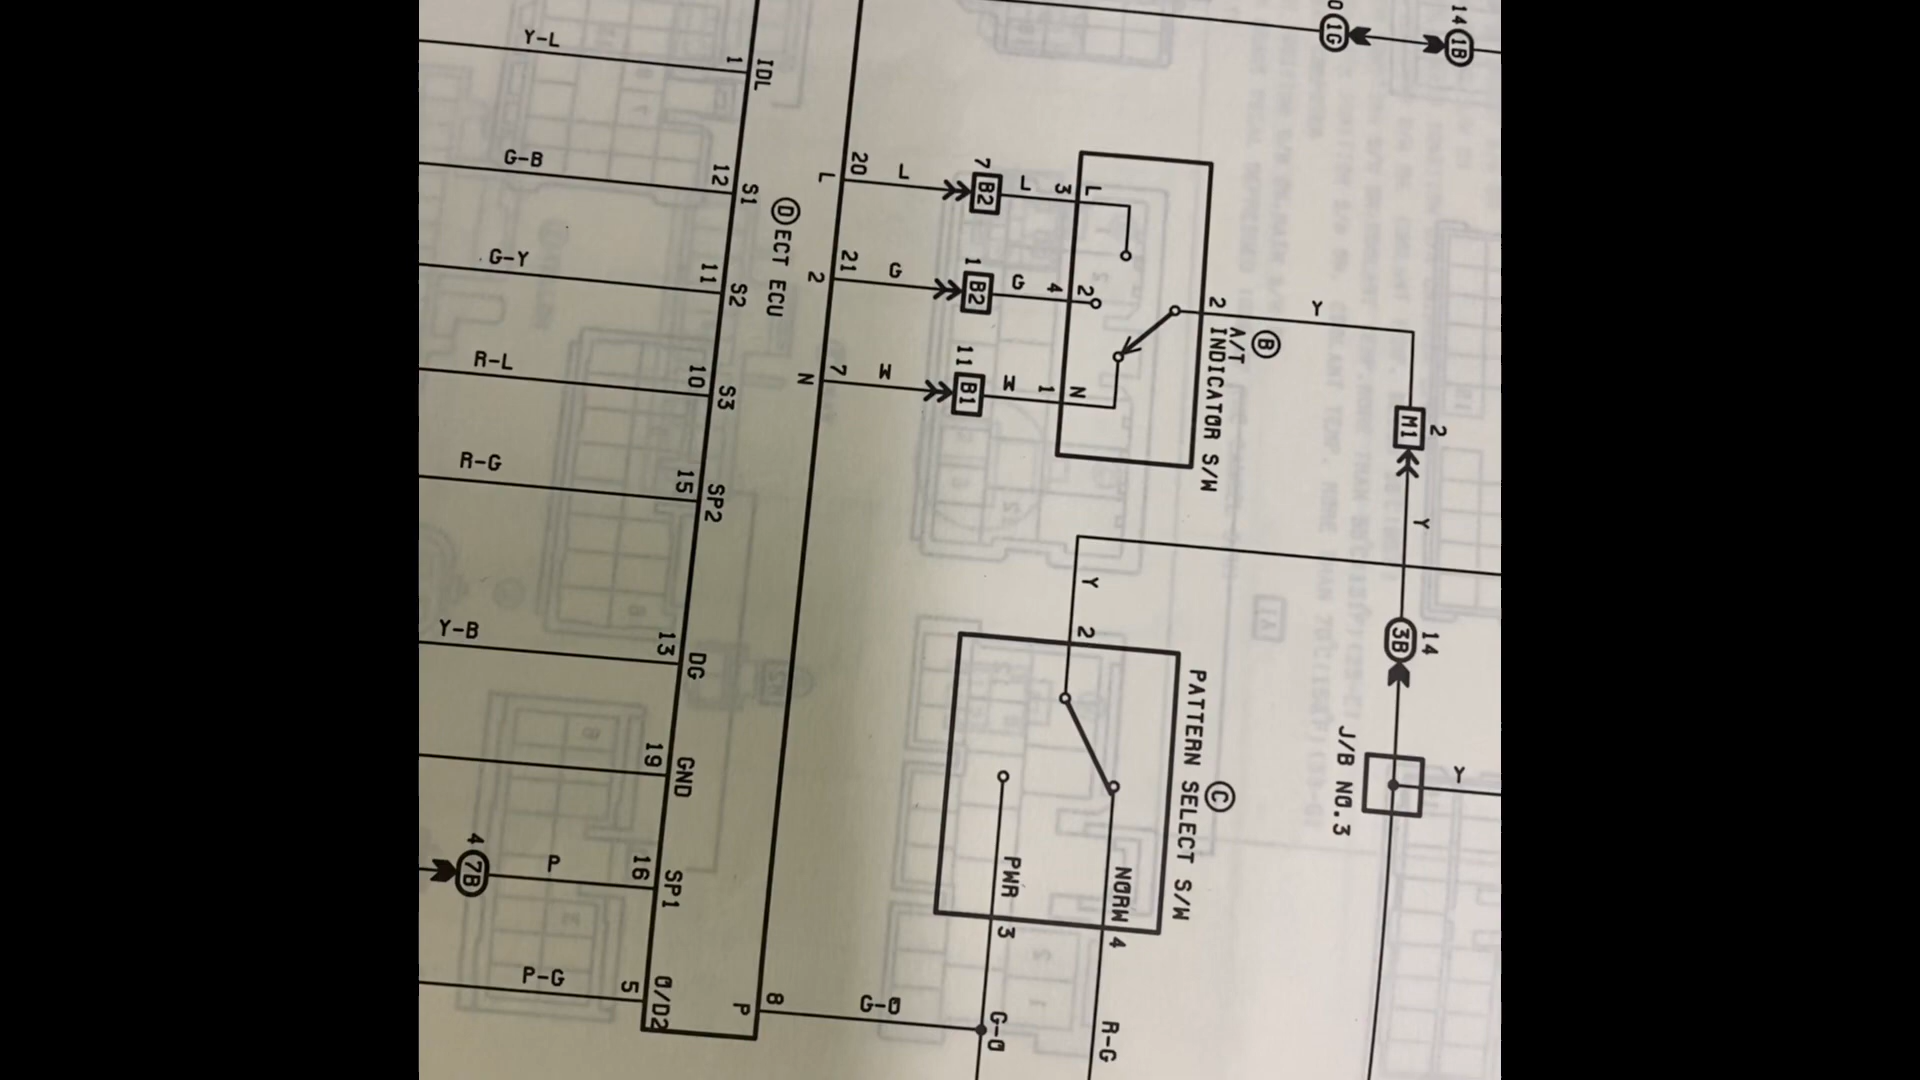 Y-L
1
IDL
G-B
12
S1
G-Y
11
S2
R-L
10
S3
R-G
15
SP2
Y-B
13
DG
19
GND
4
7B
P
16
SP1
P-G
5
O/D2
D
ECT ECU
L
20
L
7
B2
L
3
L
2
21
G
1
B2
G
4
2
N
7
W
11
B1
W
1
N
2
B
A/T
INDICATOR S/W
Y
M1
2
Y
3B
14
J/B NO.3
Y
1G
14
1B
Y
2
C
PATTERN SELECT S/W
PWR
NORM
3
4
P
8
G-O
G-O
R-G